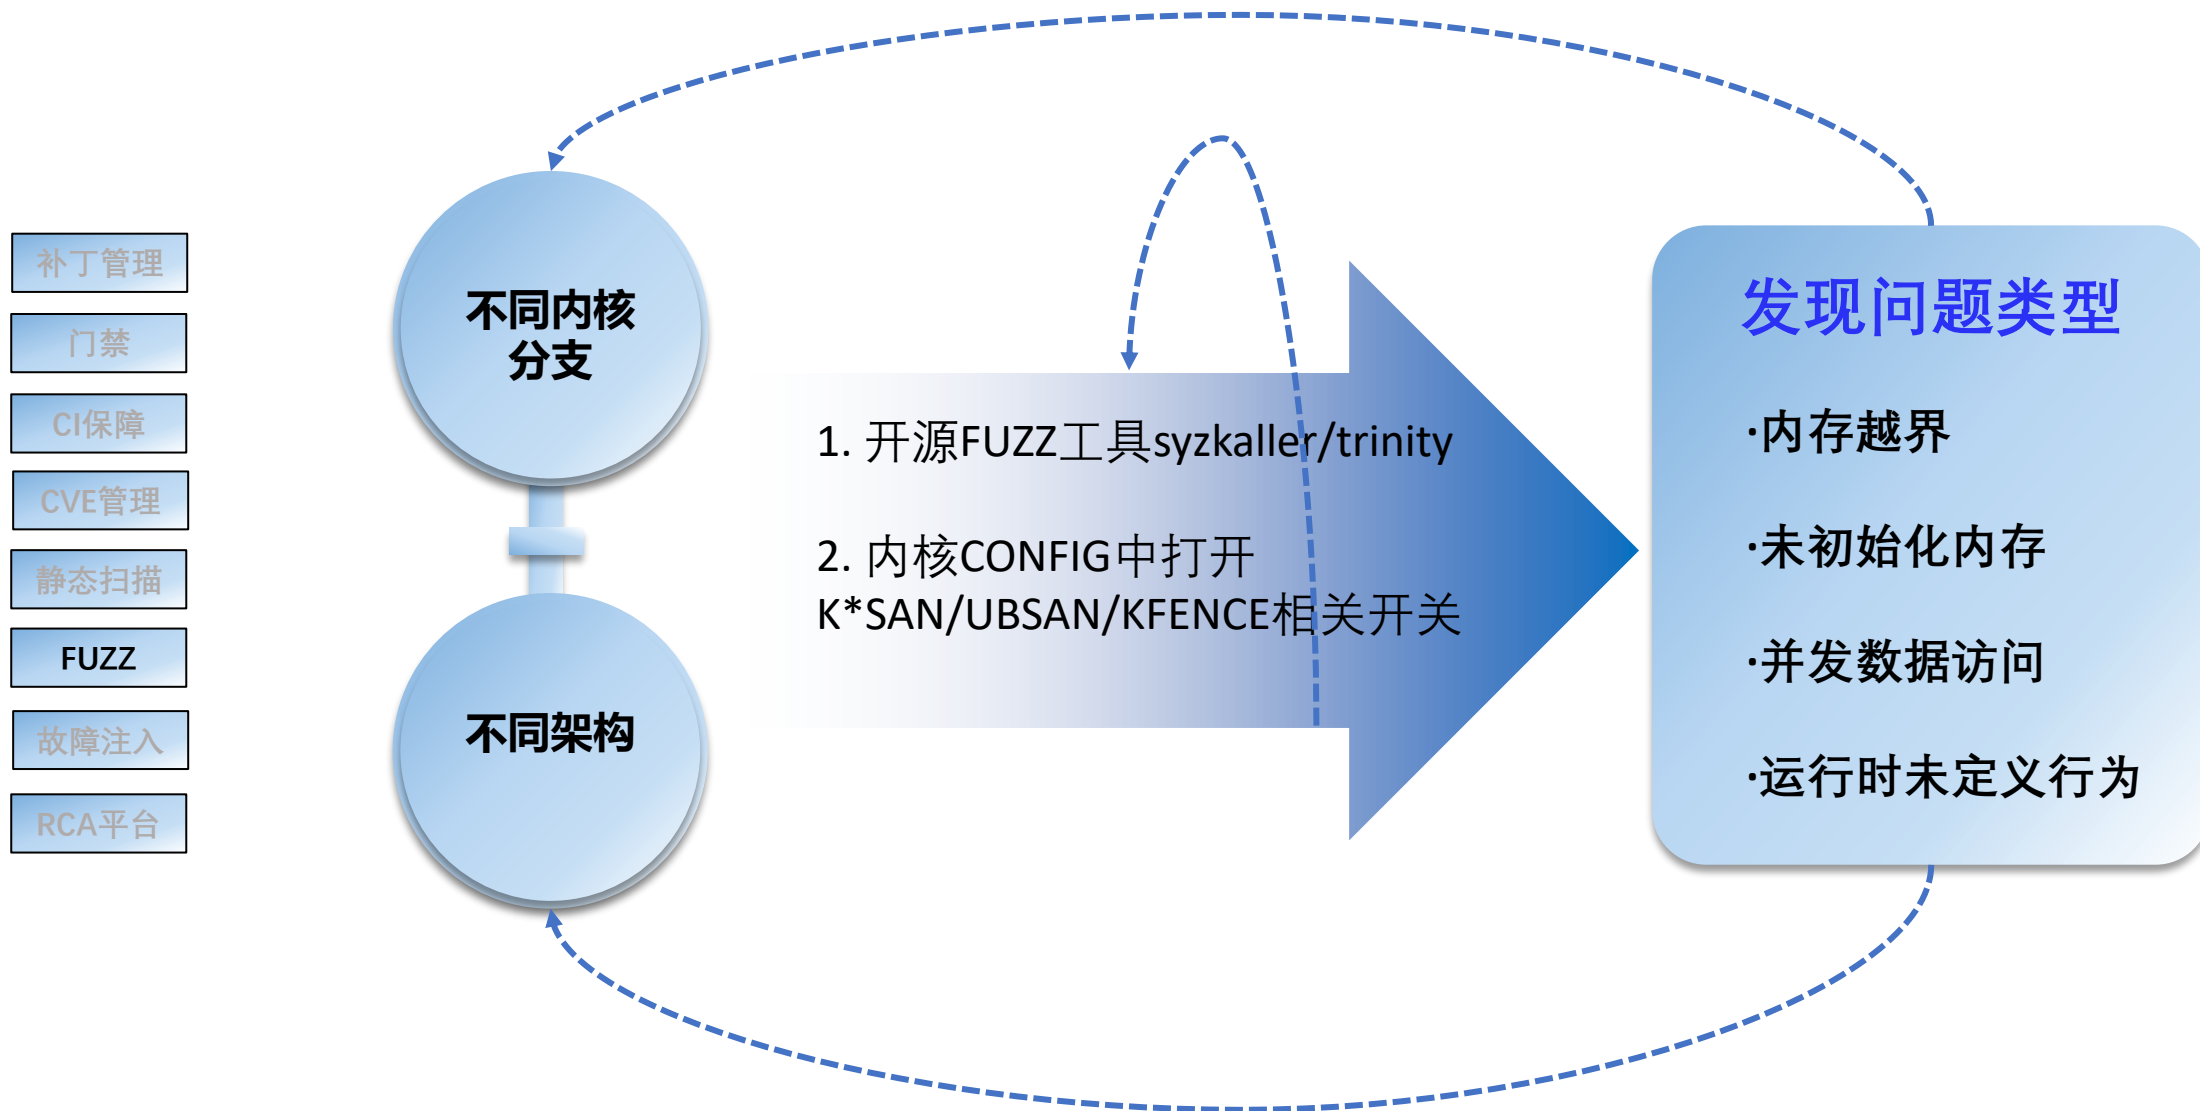 补丁管理
门禁
CI保障
CVE管理
静态扫描
FUZZ
故障注入
RCA平台
不同内核
分支
不同架构
1. 开源FUZZ工具syzkaller/trinity
2. 内核CONFIG中打开
K*SAN/UBSAN/KFENCE相关开关
发现问题类型
·内存越界
·未初始化内存
·并发数据访问
·运行时未定义行为